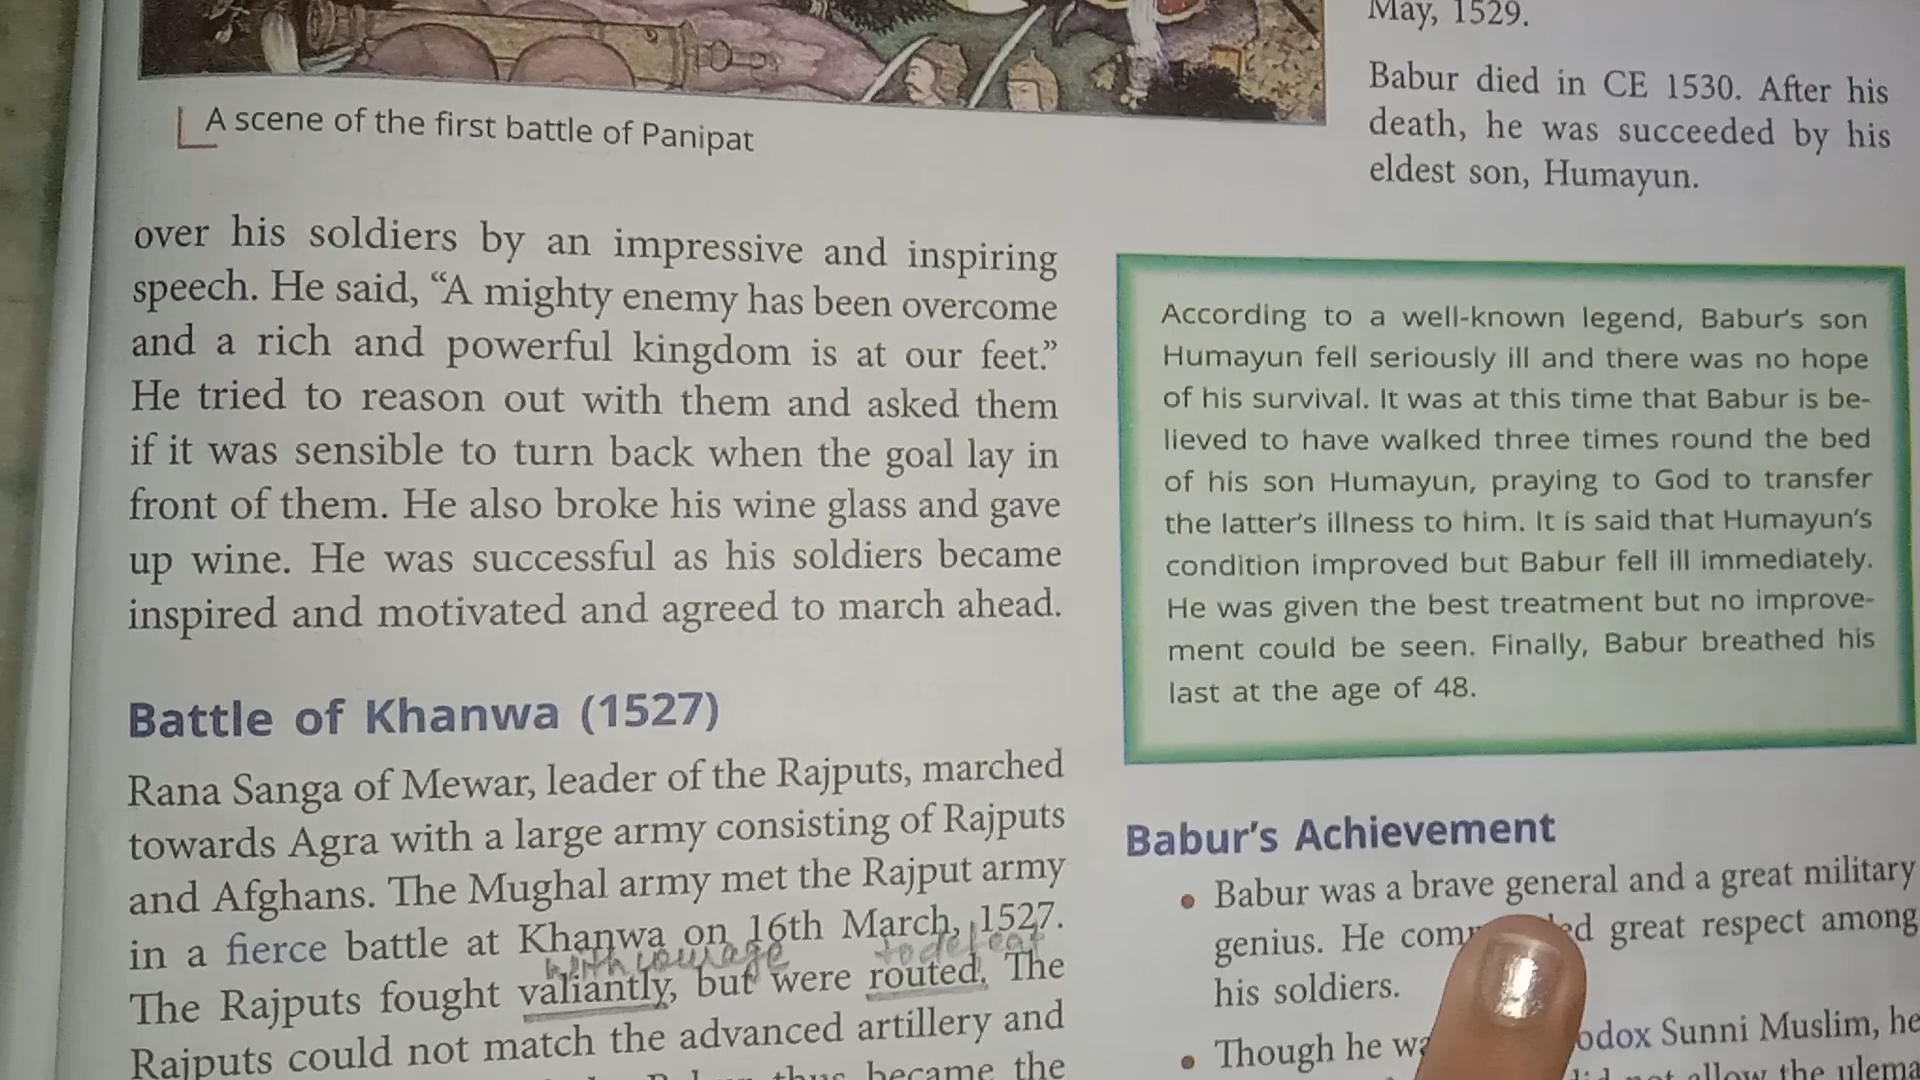 A scene of the first battle of Panipat
over his soldiers by an impressive and inspiring
speech. He said, “A mighty enemy has been overcome
and a rich and powerful kingdom is at our feet.”
He tried to reason out with them and asked them
if it was sensible to turn back when the goal lay in
front of them. He also broke his wine glass and gave
up wine. He was successful as his soldiers became
inspired and motivated and agreed to march ahead.
Battle of Khanwa (1527)
Rana Sanga of Mewar, leader of the Rajputs, marched
towards Agra with a large army consisting of Rajputs
and Afghans. The Mughal army met the Rajput army
in a fierce battle at Khanwa on 16th March, 1527.
with courage to defeat
The Rajputs fought valiantly, but were routed. The
Rajputs could not match the advanced artillery and
thus became the
May, 1529.
Babur died in CE 1530. After his
death, he was succeeded by his
eldest son, Humayun.
According to a well-known legend, Babur's son
Humayun fell seriously ill and there was no hope
of his survival. It was at this time that Babur is be-
lieved to have walked three times round the bed
of his son Humayun, praying to God to transfer
the latter's illness to him. It is said that Humayun's
condition improved but Babur fell ill immediately.
He was given the best treatment but no improve-
ment could be seen. Finally, Babur breathed his
last at the age of 48.
Babur's Achievement
• Babur was a brave general and a great military
genius. He great respect among
his soldiers.
• Though he Sunni Muslim, he
allow the ulema